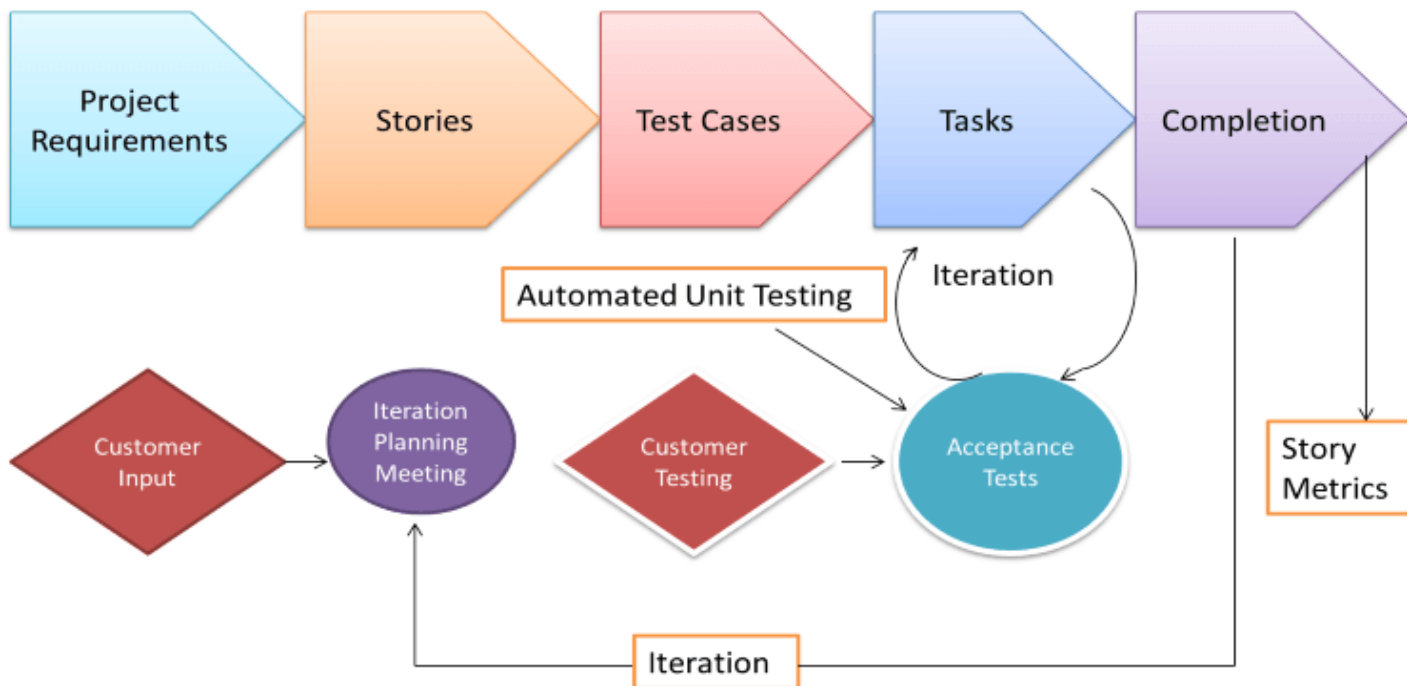 Project
Requirements
Stories
Test Cases
Tasks
Completion
Automated Unit Testing
Iteration
Customer
Input
Iteration
Planning
Meeting
Customer
Testing
Acceptance
Tests
Story
Metrics
Iteration